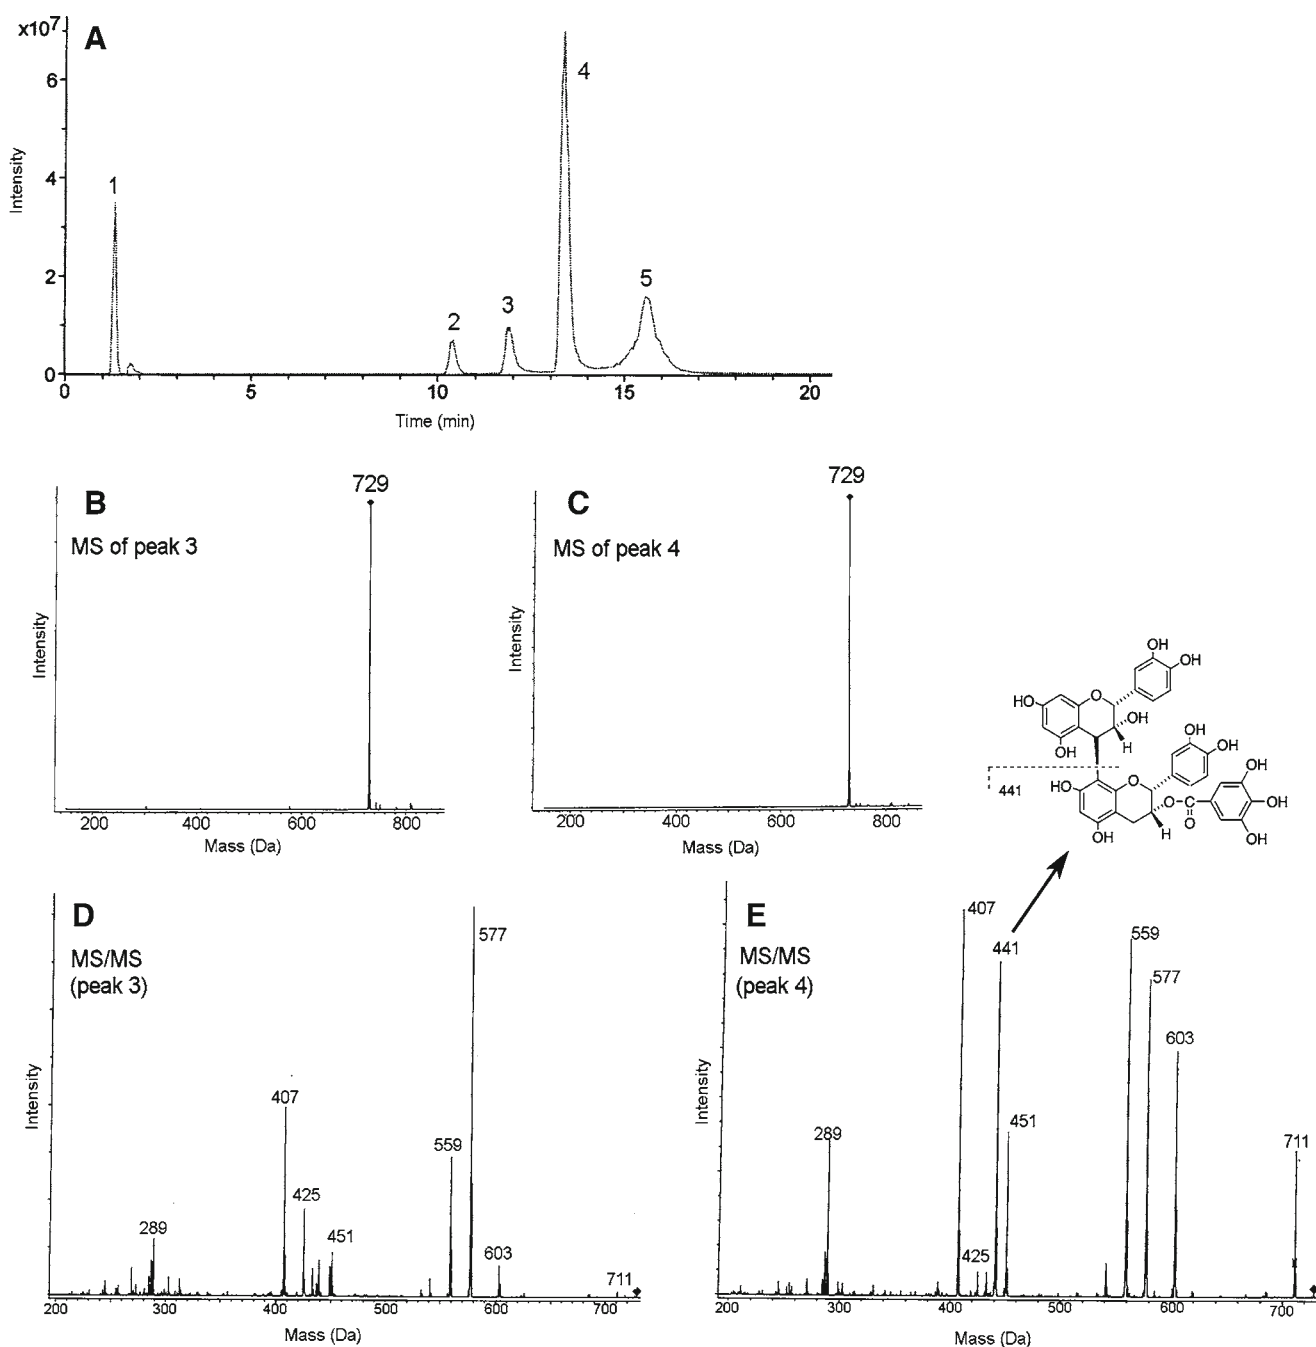 A
x10⁷
6
4
2
0
Intensity
1
2
3
4
5
0 5 10 15 20
Time (min)
B
MS of peak 3
729
Intensity
200 400 600 800
Mass (Da)
C
MS of peak 4
729
Intensity
200 400 600 800
Mass (Da)
OH
OH
HO
O
OH
H
OH
441
HO
O
OH
OH
O-C
O
H
OH
OH
OH
OH
D
MS/MS
(peak 3)
577
407
559
425
451
289
603
711
Intensity
200 300 400 500 600 700
Mass (Da)
E
MS/MS
(peak 4)
407
441
559
577
603
451
289
425
711
Intensity
200 300 400 500 600 700
Mass (Da)